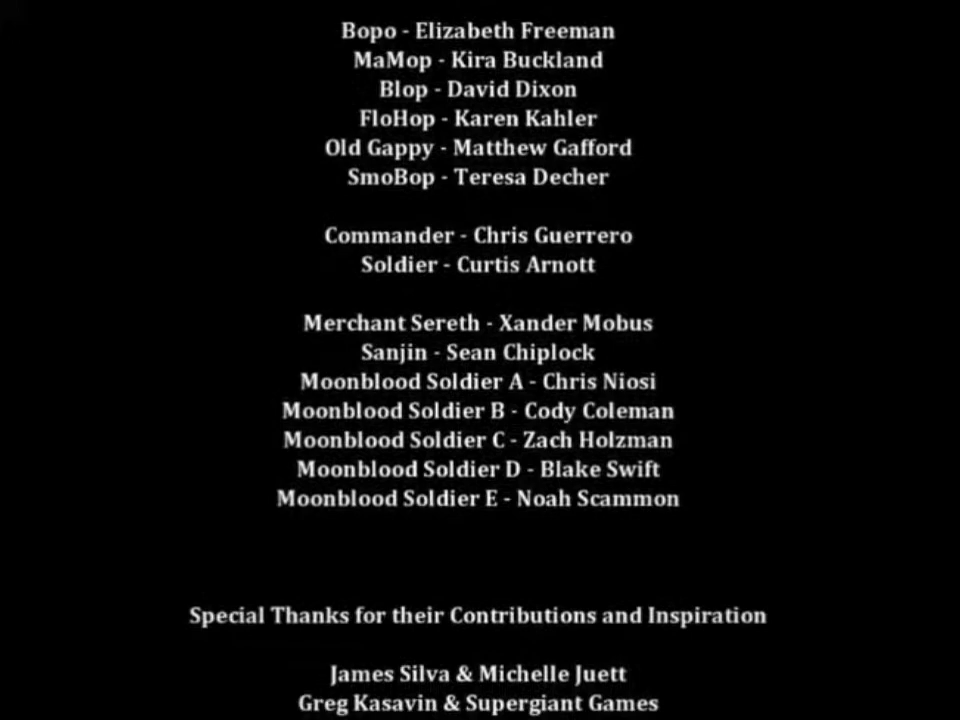 Bopo - Elizabeth Freeman
MaMop - Kira Buckland
Blop - David Dixon
FloHop - Karen Kahler
Old Gappy - Matthew Gafford
SmoBop - Teresa Decher
Commander - Chris Guerrero
Soldier - Curtis Arnott
Merchant Sereth - Xander Mobus
Sanjin - Sean Chiplock
Moonblood Soldier A - Chris Niosi
Moonblood Soldier B - Cody Coleman
Moonblood Soldier C - Zach Holzman
Moonblood Soldier D - Blake Swift
Moonblood Soldier E - Noah Scammon
Special Thanks for their Contributions and Inspiration
James Silva & Michelle Juett
Greg Kasavin & Supergiant Games